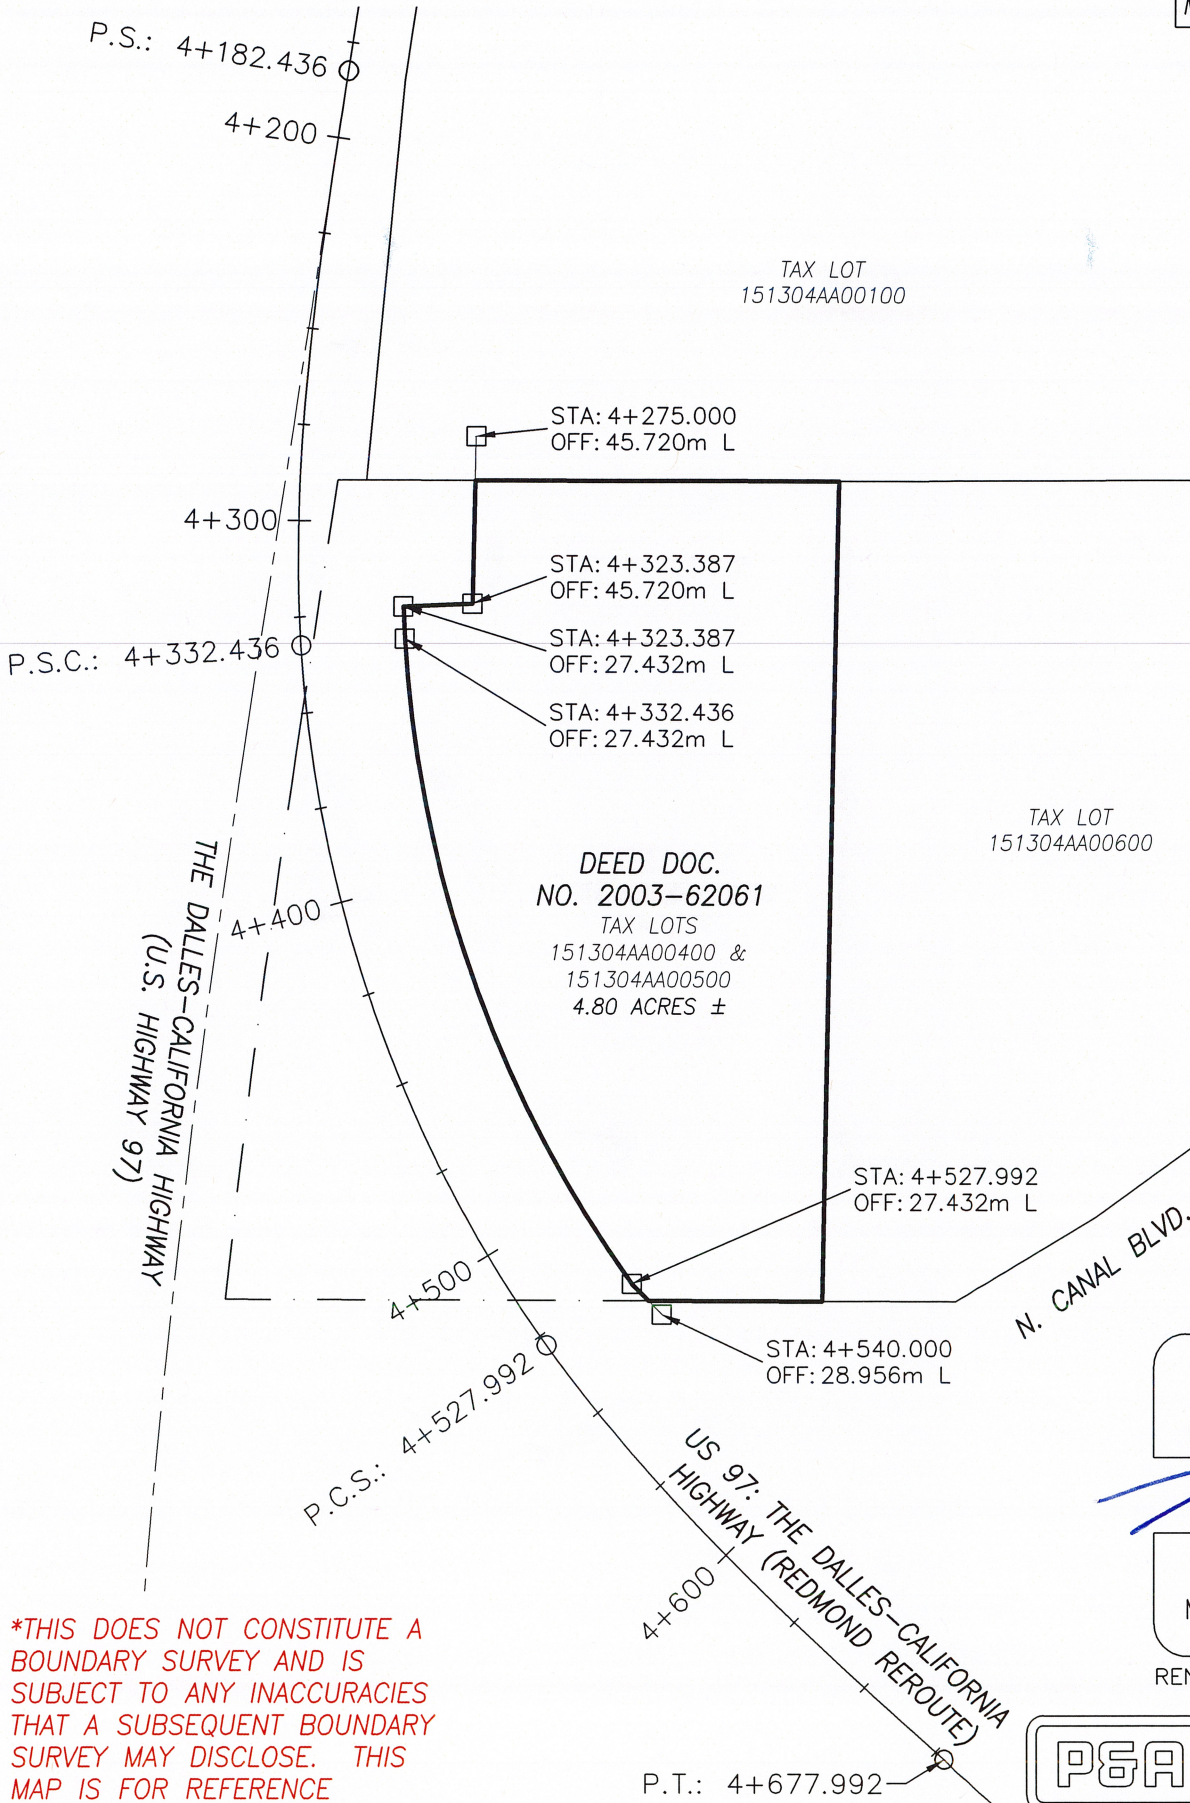 P.S.: 4+182.436
4+200
TAX LOT
151304AA00100
STA: 4+275.000
OFF: 45.720m L
4+300
STA: 4+323.387
OFF: 45.720m L
P.S.C.: 4+332.436
STA: 4+323.387
OFF: 27.432m L
STA: 4+332.436
OFF: 27.432m L
TAX LOT
151304AA00600
THE DALLES-CALIFORNIA HIGHWAY
(U.S. HIGHWAY 97)
4+400
DEED DOC.
NO. 2003-62061
TAX LOTS
151304AA00400 &
151304AA00500
4.80 ACRES ±
STA: 4+527.992
OFF: 27.432m L
N. CANAL BLVD.
4+500
STA: 4+540.000
OFF: 28.956m L
P.C.S.: 4+527.992
US 97: THE DALLES-CALIFORNIA
HIGHWAY (REDMOND REROUTE)
4+600
*THIS DOES NOT CONSTITUTE A
BOUNDARY SURVEY AND IS
SUBJECT TO ANY INACCURACIES
THAT A SUBSEQUENT BOUNDARY
SURVEY MAY DISCLOSE. THIS
MAP IS FOR REFERENCE
REN
P&A
P.T.: 4+677.992